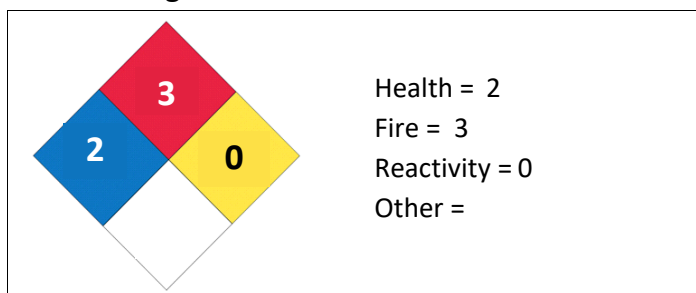 3
2
0
Health = 2
Fire = 3
Reactivity = 0
Other =